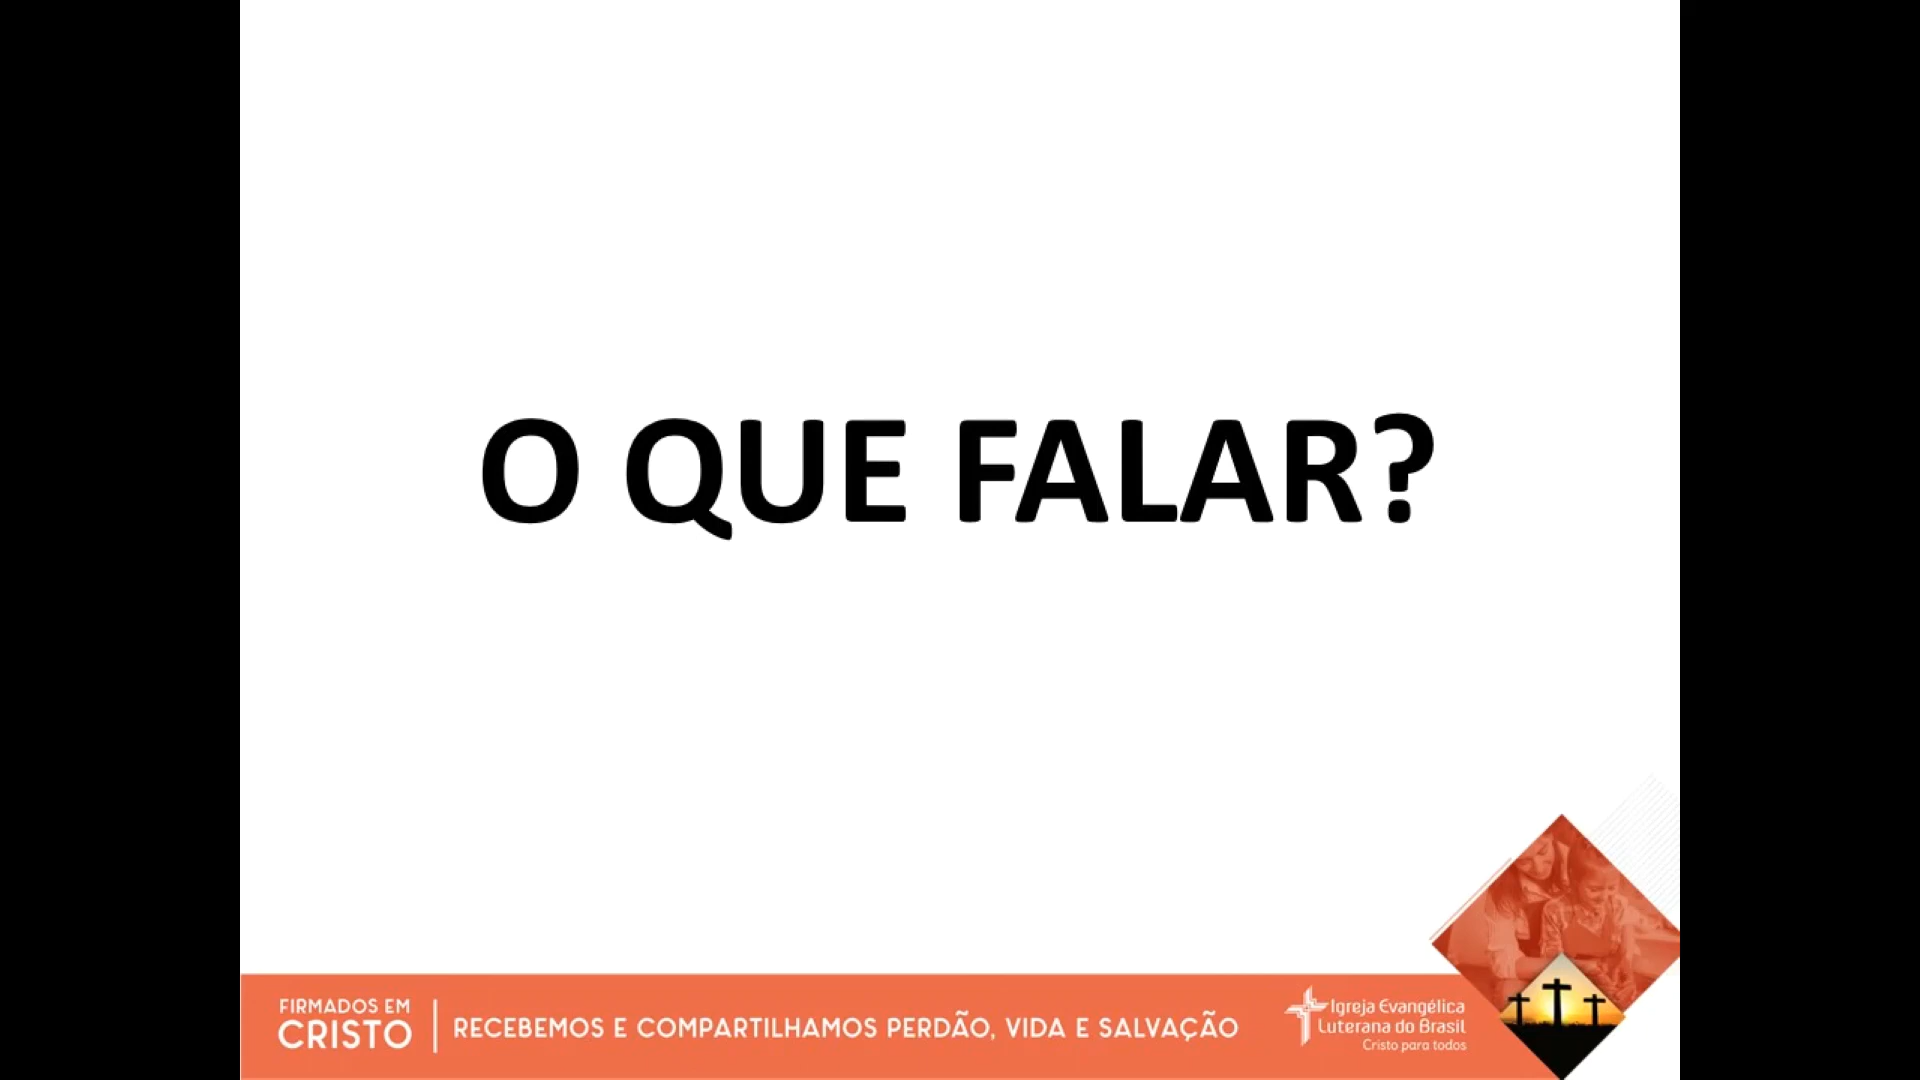 O QUE FALAR?
FIRMADOS EM
CRISTO
RECEBEMOS E COMPARTILHAMOS PERDÃO, VIDA E SALVAÇÃO
Igreja Evangélica
Luterana do Brasil
Cristo para todos